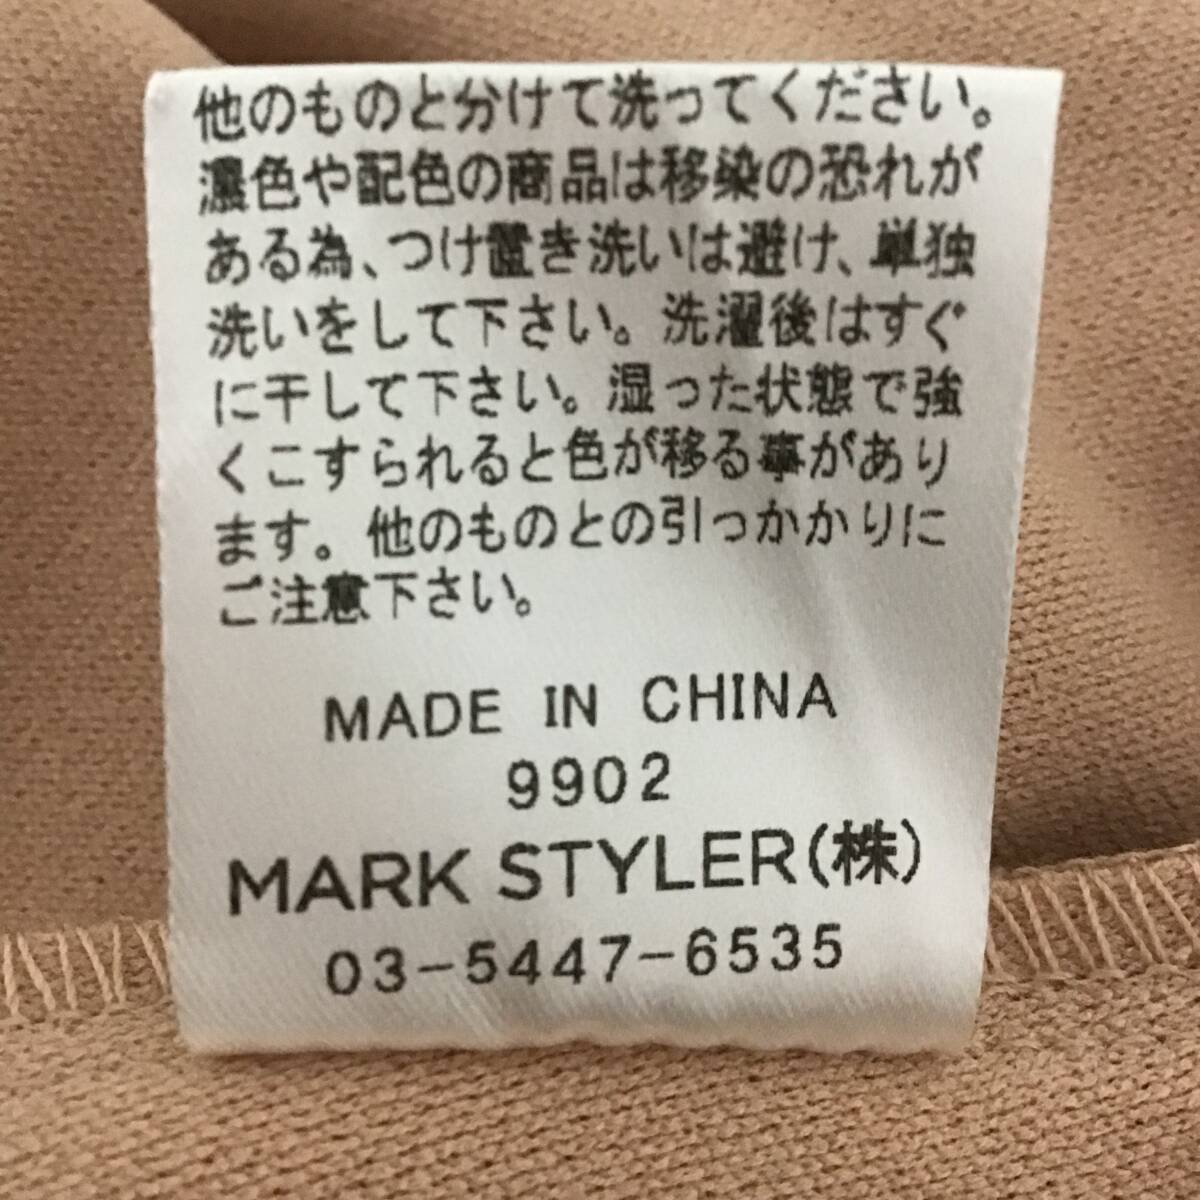 他のものと分けて洗ってください。
濃色や配色の商品は移染の恐れが
ある為、つけ置き洗いは避け、単独
洗いをして下さい。洗濯後はすぐ
に干して下さい。湿った状態で強
くこすられると色が移る事があり
ます。他のものとの引っかかりに
ご注意下さい。
MADE IN CHINA
9902
MARK STYLER(株)
03-5447-6535